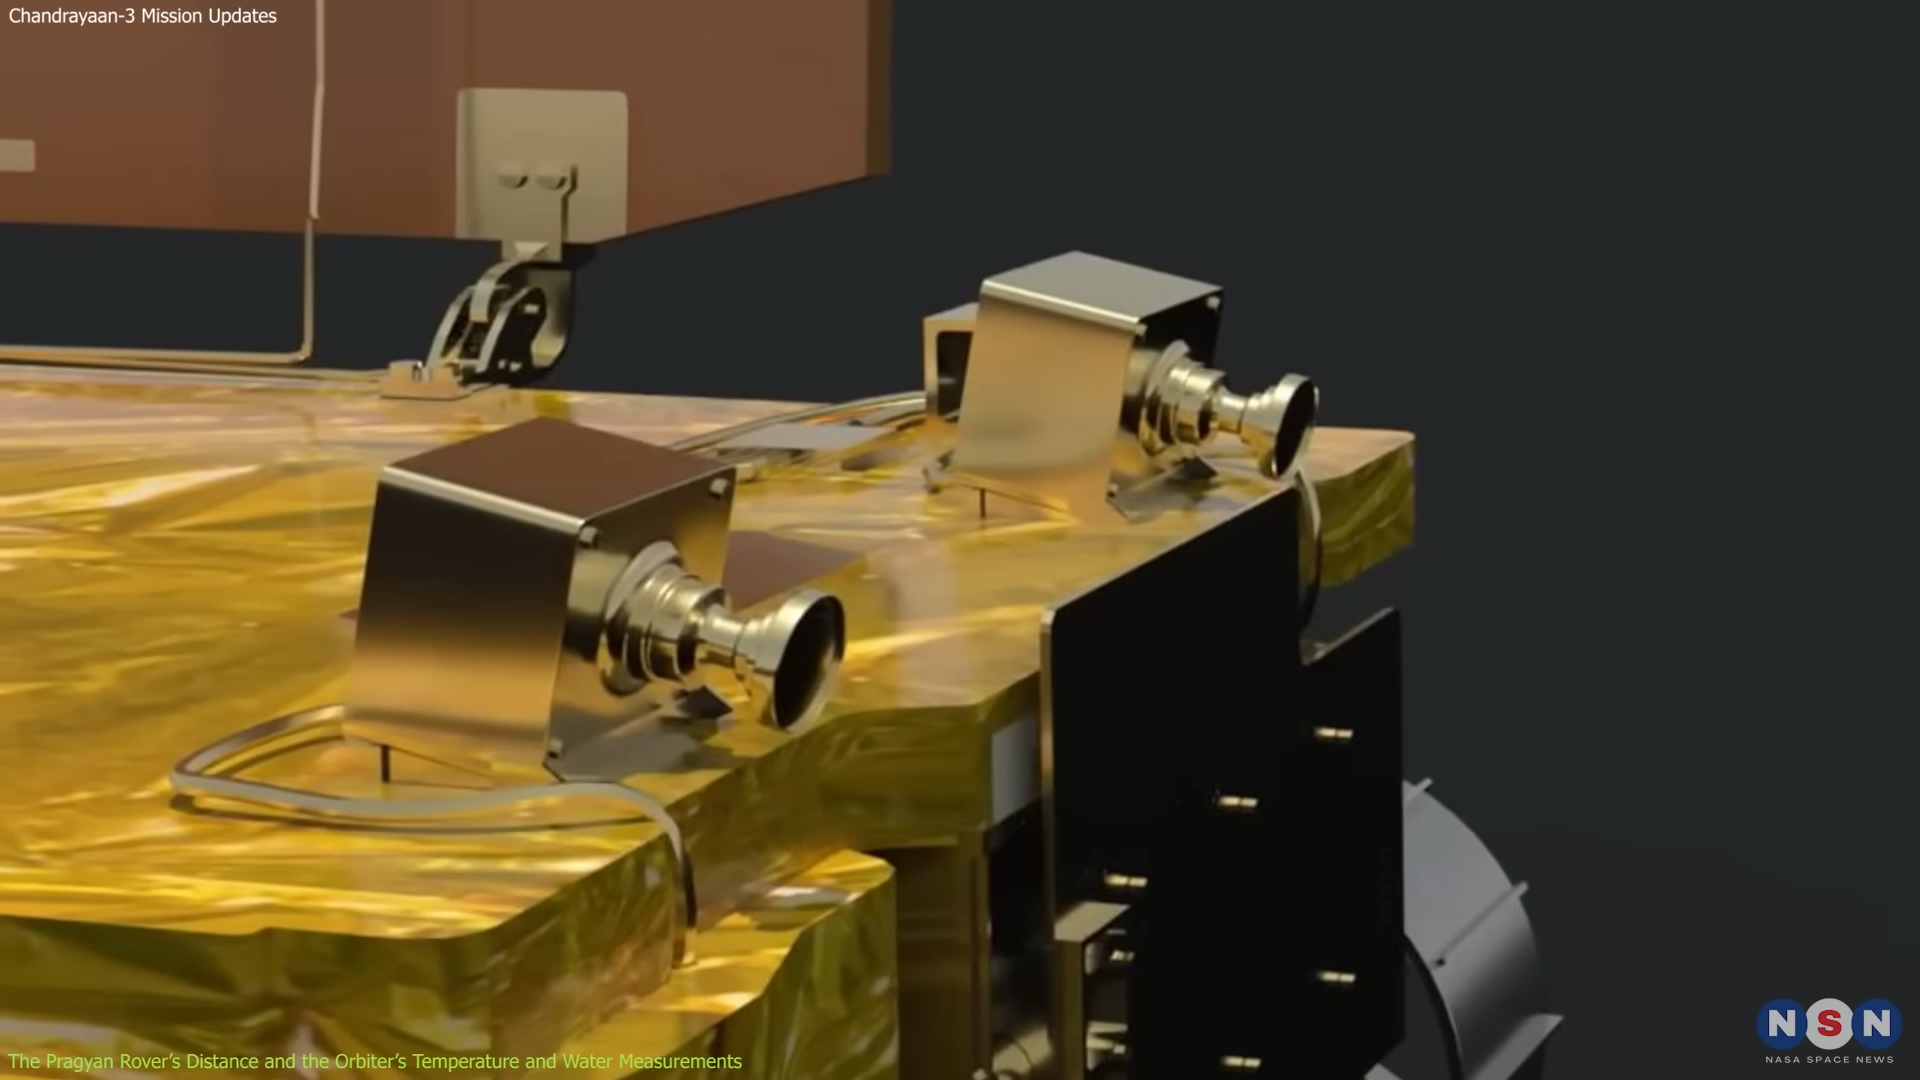 Chandrayaan-3 Mission Updates
The Pragyan Rover's Distance and the Orbiter's Temperature and Water Measurements
NSN
NASA SPACE NEWS